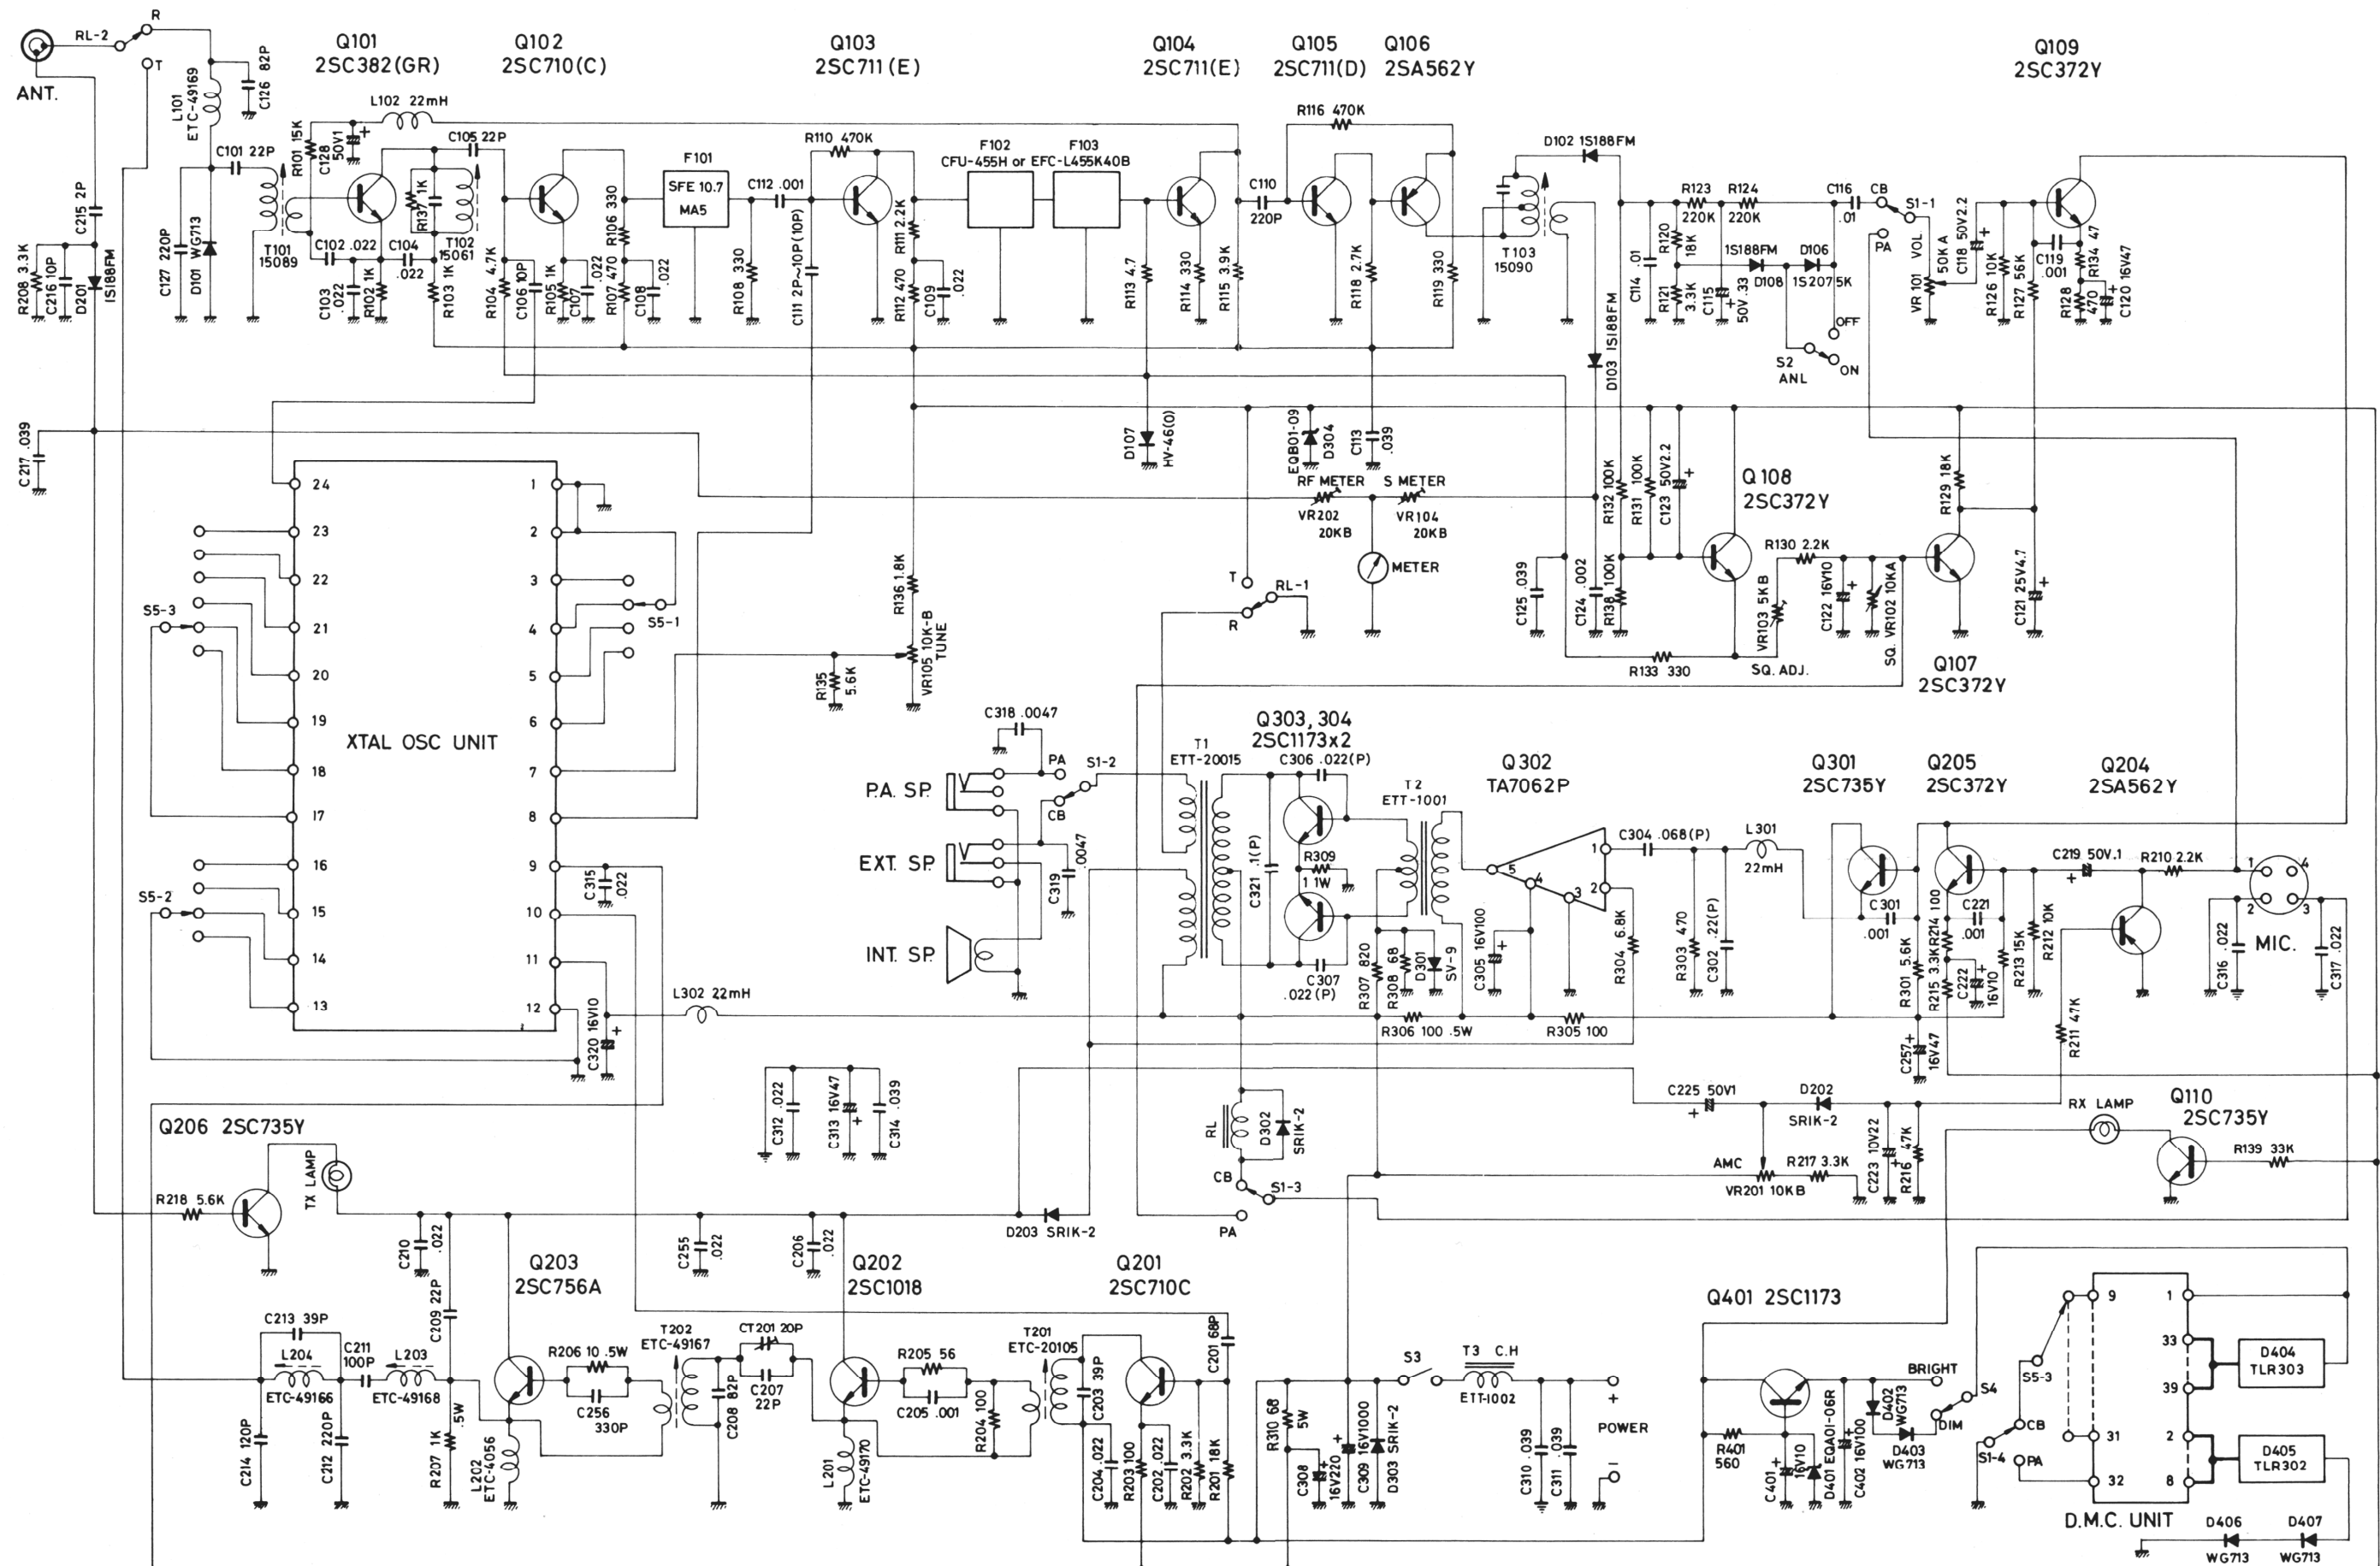 R
RL-2
T
ANT.
L101
ETC-49169
C126 82P
Q101
2SC382(GR)
L102 22mH
Q102
2SC710(C)
Q103
2SC711(E)
Q104
2SC711(E)
Q105
2SC711(D)
Q106
2SA562Y
Q109
2SC372Y
C101 22P
R101 15K
C128
50V1
+
C105 22P
R110 470K
R116 470K
D102 1S188FM
F101
SFE 10.7
MA5
C112 .001
F102
F103
CFU-455H or EFC-L455K40B
C110
220P
R123
220K
R124
220K
C116
.01
CB
S1-1
PA
C215 2P
R208 3.3K
C216 10P
D201
1S188FM
C127 220P
D101 WG713
T101
15089
C102 .022
C103
.022
R102 1K
C104
.022
R137 1K
T102
15061
R103 1K
R104 4.7K
C106 10P
R105 1K
C107
.022
R106 330
R107 470
C108
.022
R108 330
C111 2P~10P(10P)
R111 2.2K
R112 470
C109
.022
R113 4.7
R114 330
R115 3.9K
R118 2.7K
R119 330
T103
15090
D103 1S188FM
C114 .01
R120
18K
R121
3.3K
C115
50V .33
+
1S188FM
D108
D106
1S2075K
OFF
S2
ANL
ON
VR 101 VOL.
50K A
C118 50V2.2
+
R126 10K
R127 56K
C119
.001
R134 47
R128
470
C120 16V47
+
C217 .039
D107
HV-46(O)
EQB01-09
D304
C113
.039
RF METER
VR202
20KB
S METER
VR104
20KB
METER
R132 100K
R131 100K
C123 50V2.2
+
Q108
2SC372Y
R129 18K
R130 2.2K
C125 .039
C124 .002
R138 100K
VR103 5KB
SQ. ADJ.
C122 16V10
+
SQ. VR102 10KA
C121 25V4.7
+
R133 330
Q107
2SC372Y
R136 1.8K
VR105 10K-B
TUNE
R135
5.6K
T
RL-1
R
XTAL OSC UNIT
24
23
22
21
20
19
18
17
16
15
14
13
1
2
3
4
5
6
7
8
9
10
11
12
S5-3
S5-1
S5-2
C315
.022
C320 16V10
+
L302 22mH
C318 .0047
PA
S1-2
CB
P.A. SP.
EXT. SP.
INT. SP.
C319
.0047
T1
ETT-20015
Q303, 304
2SC1173x2
C306 .022(P)
C321 .1(P)
R309
1 1W
C307
.022(P)
T2
ETT-1001
Q302
TA7062P
1
2
3
4
5
C304 .068(P)
L301
22mH
Q301
2SC735Y
Q205
2SC372Y
Q204
2SA562Y
R307 820
R308 68
D301
SV-9
C305 16V100
+
R304 6.8K
R303 470
C302 .22(P)
C301
.001
R301 5.6K
R214 100
R215 3.3K
C221
.001
C222
16V10
+
R213 15K
R212 10K
C219 50V.1
+
R210 2.2K
1
4
2
3
MIC.
C316 .022
C317 .022
R306 100 .5W
R305 100
C257
16V47
+
R211 47K
C312 .022
C313 16V47
+
C314 .039
RL
D302
SRIK-2
CB
S1-3
PA
C225 50V1
+
D202
SRIK-2
AMC
VR201 10KB
R217 3.3K
C223 10V22
+
R216 47K
RX LAMP
Q110
2SC735Y
R139 33K
Q206 2SC735Y
TX LAMP
R218 5.6K
C210
.022
C209 22P
C255
.022
C206
.022
D203 SRIK-2
Q203
2SC756A
Q202
2SC1018
Q201
2SC710C
C213 39P
L204
ETC-49166
C211
100P
L203
ETC-49168
C214 120P
C212 220P
R207 1K
.5W
L202
ETC-4056
R206 10 .5W
C256
330P
T202
ETC-49167
CT201 20P
C207
22P
C208 82P
L201
ETC-49170
R205 56
C205 .001
R204 100
T201
ETC-20105
C203 39P
C204 .022
R203 100
C202 .022
R202 3.3K
R201 18K
C201 68P
R310 68
5W
C308
16V220
+
C309 16V1000
+
D303 SRIK-2
S3
T3 C.H
ETT-1002
C310 .039
C311 .039
+
POWER
−
Q401 2SC1173
R401
560
C401
16V10
+
D401 EQA01-06R
C402 16V100
+
D402
WG713
D403
WG713
BRIGHT
S4
DIM
S5-3
CB
S1-4
PA
9
31
32
1
33
39
2
8
D404
TLR303
D405
TLR302
D.M.C. UNIT
D406
WG713
D407
WG713